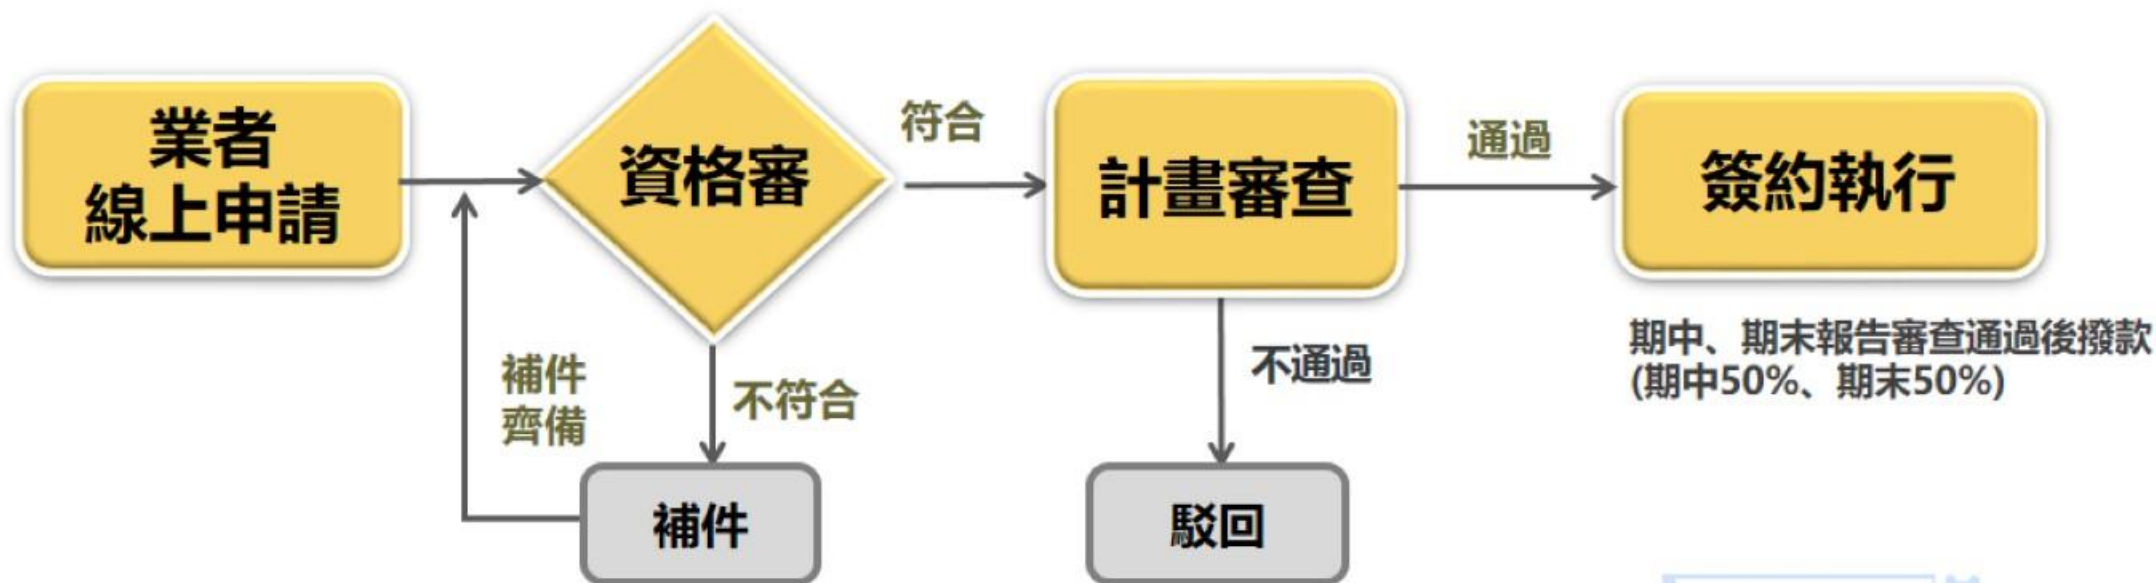 業者
線上申請
資格審
符合
計畫審查
通過
簽約執行
補件
齊備
不符合
不通過
期中、期末報告審查通過後撥款
(期中50%、期末50%)
補件
駁回